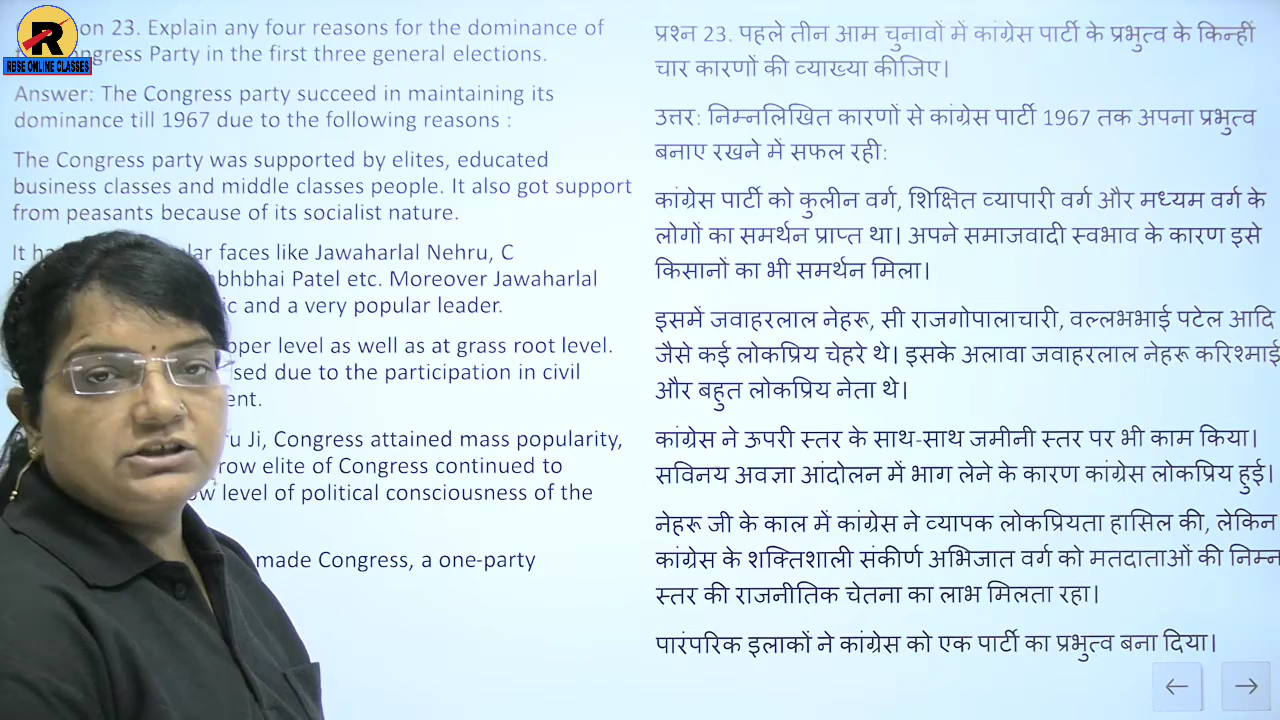 R
RBSE ONLINE CLASSES
on 23. Explain any four reasons for the dominance of
gress Party in the first three general elections.
Answer: The Congress party succeed in maintaining its
dominance till 1967 due to the following reasons :
The Congress party was supported by elites, educated
business classes and middle classes people. It also got support
from peasants because of its socialist nature.
It ha
lar faces like Jawaharlal Nehru, C
bhbhai Patel etc. Moreover Jawaharlal
ic and a very popular leader.
pper level as well as at grass root level.
sed due to the participation in civil
ent.
ru Ji, Congress attained mass popularity,
row elite of Congress continued to
ow level of political consciousness of the
made Congress, a one-party
प्रश्न 23. पहले तीन आम चुनावों में कांग्रेस पार्टी के प्रभुत्व के किन्हीं
चार कारणों की व्याख्या कीजिए।
उत्तर: निम्नलिखित कारणों से कांग्रेस पार्टी 1967 तक अपना प्रभुत्व
बनाए रखने में सफल रही:
कांग्रेस पार्टी को कुलीन वर्ग, शिक्षित व्यापारी वर्ग और मध्यम वर्ग के
लोगों का समर्थन प्राप्त था। अपने समाजवादी स्वभाव के कारण इसे
किसानों का भी समर्थन मिला।
इसमें जवाहरलाल नेहरू, सी राजगोपालाचारी, वल्लभभाई पटेल आदि
जैसे कई लोकप्रिय चेहरे थे। इसके अलावा जवाहरलाल नेहरू करिश्माई
और बहुत लोकप्रिय नेता थे।
कांग्रेस ने ऊपरी स्तर के साथ-साथ जमीनी स्तर पर भी काम किया।
सविनय अवज्ञा आंदोलन में भाग लेने के कारण कांग्रेस लोकप्रिय हुई।
नेहरू जी के काल में कांग्रेस ने व्यापक लोकप्रियता हासिल की, लेकिन
कांग्रेस के शक्तिशाली संकीर्ण अभिजात वर्ग को मतदाताओं की निम्न
स्तर की राजनीतिक चेतना का लाभ मिलता रहा।
पारंपरिक इलाकों ने कांग्रेस को एक पार्टी का प्रभुत्व बना दिया।